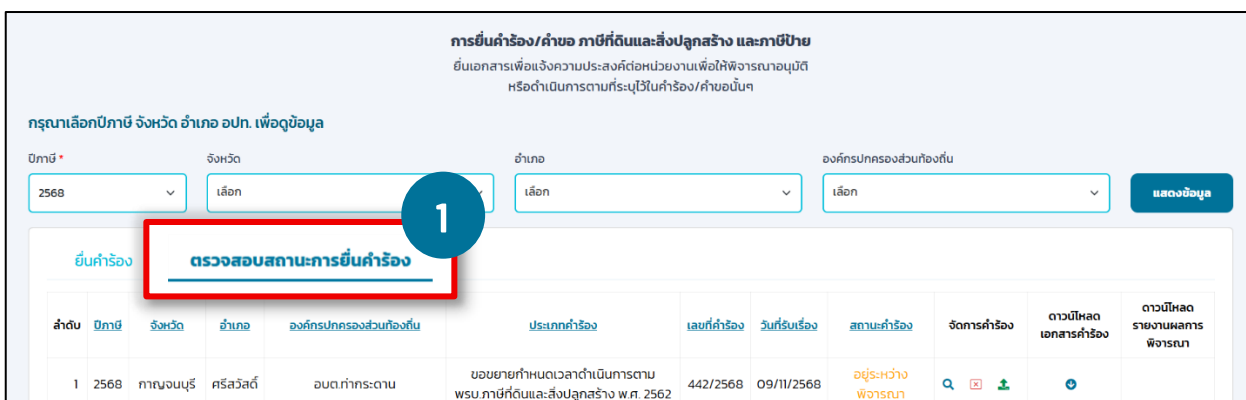 การยื่นคำร้อง/คำขอ ภาษีที่ดินและสิ่งปลูกสร้าง และภาษีป้าย
ยื่นเอกสารเพื่อแจ้งความประสงค์ต่อหน่วยงานเพื่อให้พิจารณาอนุมัติ
หรือดำเนินการตามที่ระบุไว้ในคำร้อง/คำขอนั้นๆ
กรุณาเลือกปีภาษี จังหวัด อำเภอ อปท. เพื่อดูข้อมูล
ปีภาษี * จังหวัด อำเภอ องค์กรปกครองส่วนท้องถิ่น
2568 เลือก เลือก เลือก แสดงข้อมูล
1
ยื่นคำร้อง ตรวจสอบสถานะการยื่นคำร้อง
ลำดับ ปีภาษี จังหวัด อำเภอ องค์กรปกครองส่วนท้องถิ่น ประเภทคำร้อง เลขที่คำร้อง วันที่รับเรื่อง สถานะคำร้อง จัดการคำร้อง ดาวน์โหลด ดาวน์โหลด
เอกสารคำร้อง รายงานผลการ
พิจารณา
1 2568 กาญจนบุรี ศรีสวัสดิ์ อบต.ท่ากระดาน ขอขยายกำหนดเวลาดำเนินการตาม 442/2568 09/11/2568 อยู่ระหว่าง
พรบ.ภาษีที่ดินและสิ่งปลูกสร้าง พ.ศ. 2562 พิจารณา